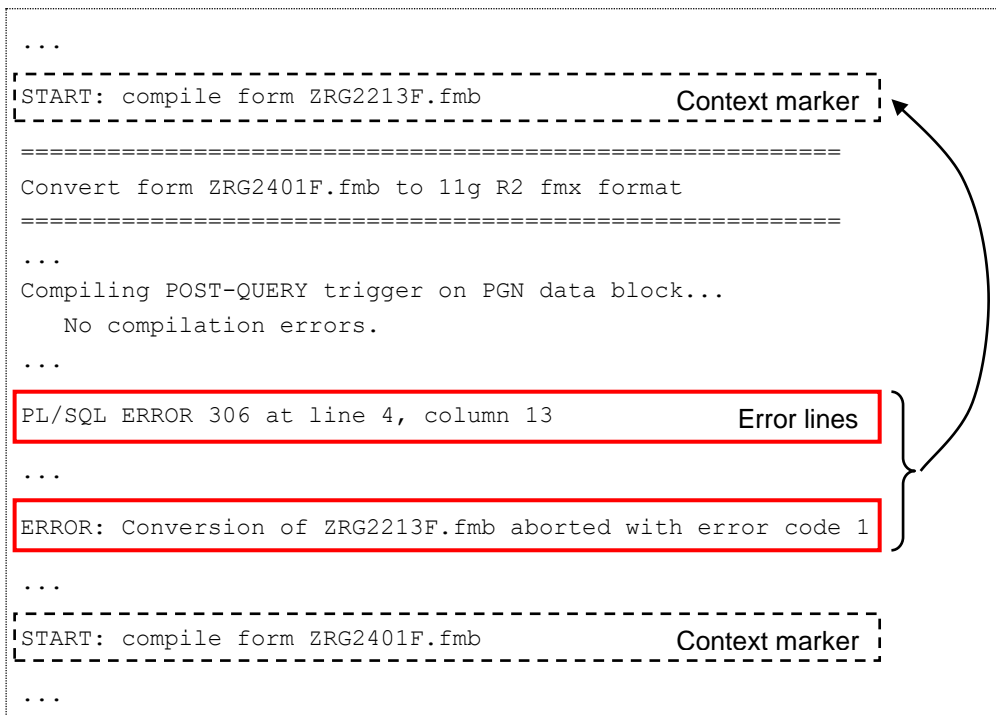 ...
START: compile form ZRG2213F.fmb Context marker
=========================================================
Convert form ZRG2401F.fmb to 11g R2 fmx format
=========================================================
...
Compiling POST-QUERY trigger on PGN data block...
No compilation errors.
...
PL/SQL ERROR 306 at line 4, column 13 Error lines
...
ERROR: Conversion of ZRG2213F.fmb aborted with error code 1
...
START: compile form ZRG2401F.fmb Context marker
...